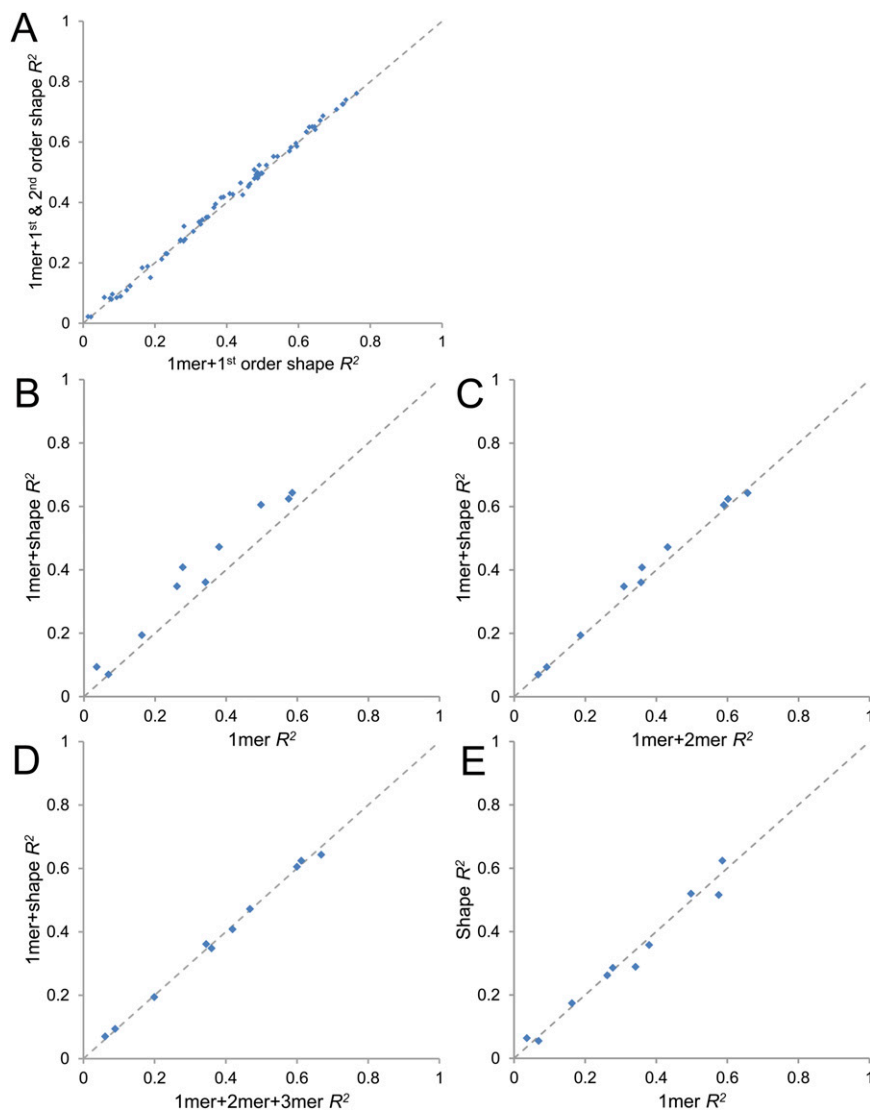 A
1mer+1st & 2nd order shape R2
1
0.8
0.6
0.4
0.2
0
0 0.2 0.4 0.6 0.8 1
1mer+1st order shape R2
B
1mer+shape R2
1
0.8
0.6
0.4
0.2
0
0 0.2 0.4 0.6 0.8 1
1mer R2
C
1mer+shape R2
1
0.8
0.6
0.4
0.2
0
0 0.2 0.4 0.6 0.8 1
1mer+2mer R2
D
1mer+shape R2
1
0.8
0.6
0.4
0.2
0
0 0.2 0.4 0.6 0.8 1
1mer+2mer+3mer R2
E
Shape R2
1
0.8
0.6
0.4
0.2
0
0 0.2 0.4 0.6 0.8 1
1mer R2